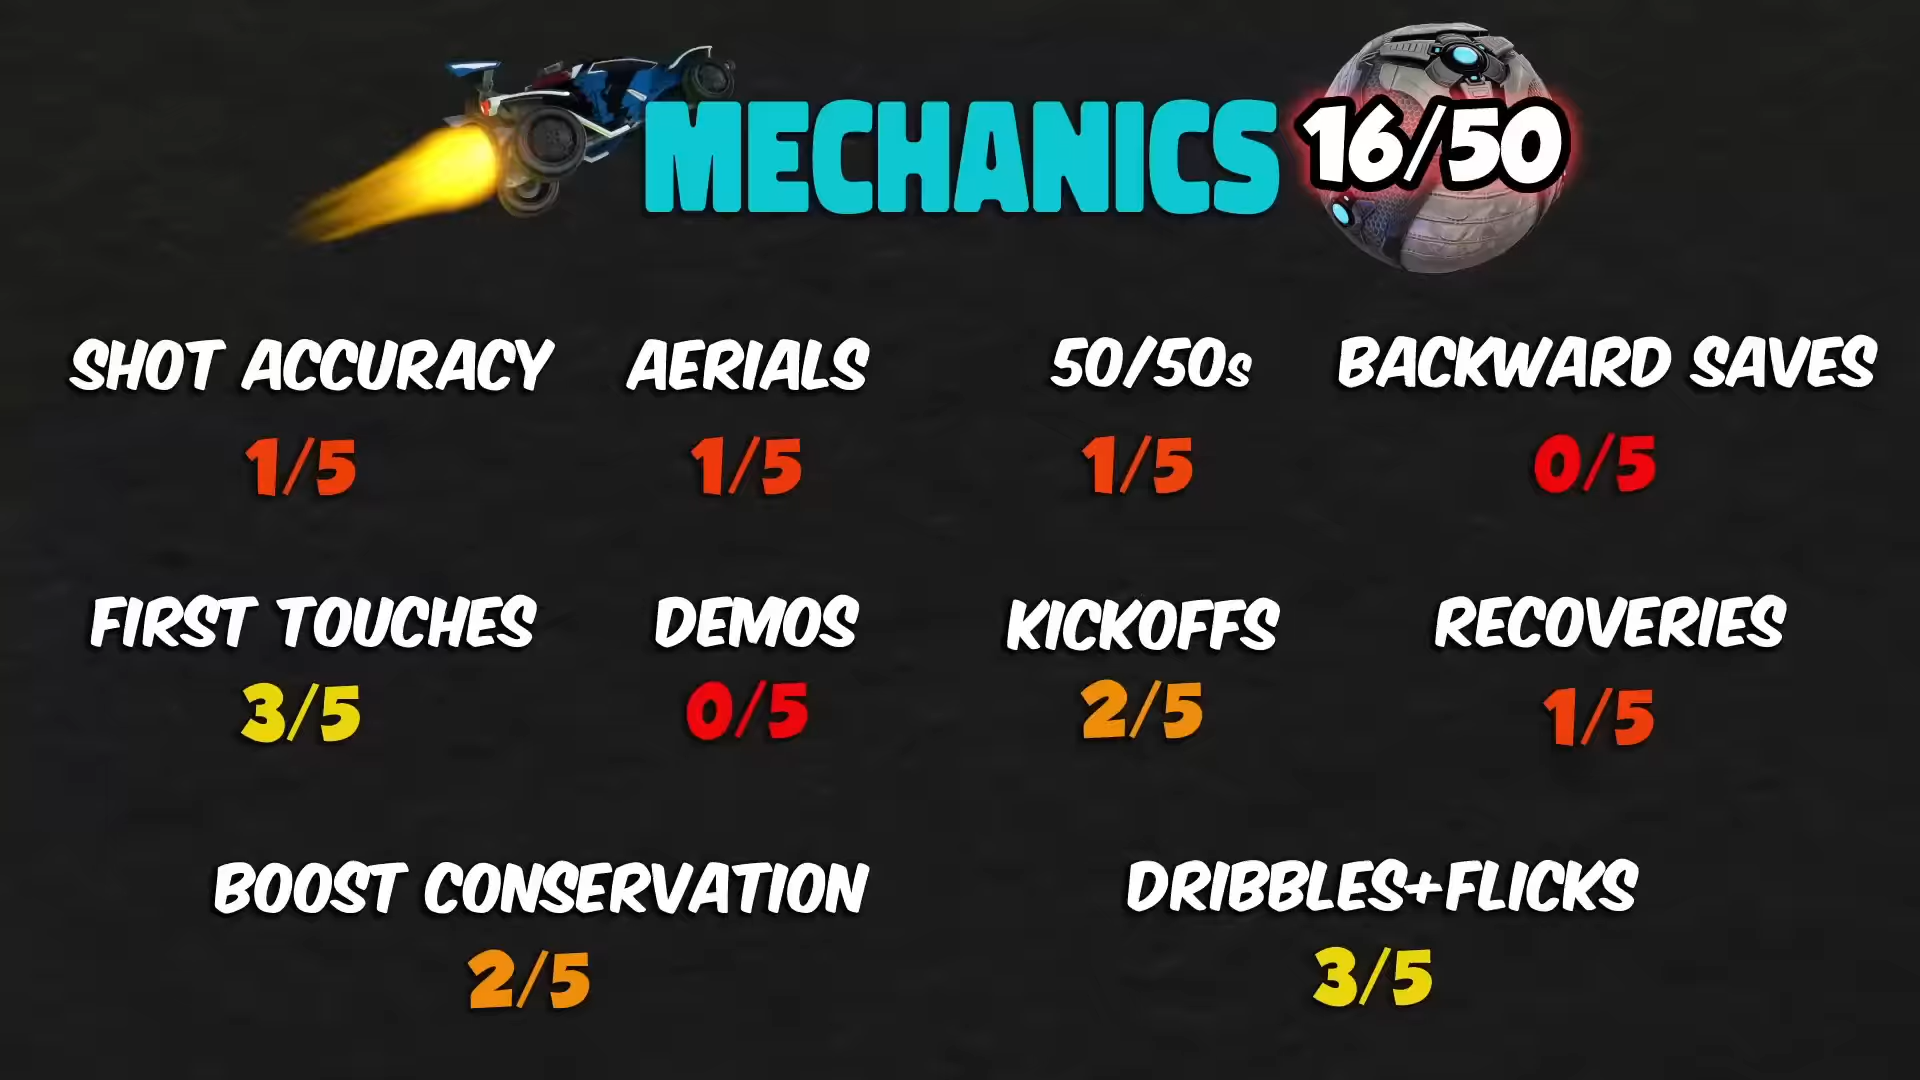 MECHANICS 16/50
SHOT ACCURACY AERIALS 50/50s BACKWARD SAVES
1/5 1/5 1/5 0/5
FIRST TOUCHES DEMOS KICKOFFS RECOVERIES
3/5 0/5 2/5 1/5
BOOST CONSERVATION DRIBBLES+FLICKS
2/5 3/5